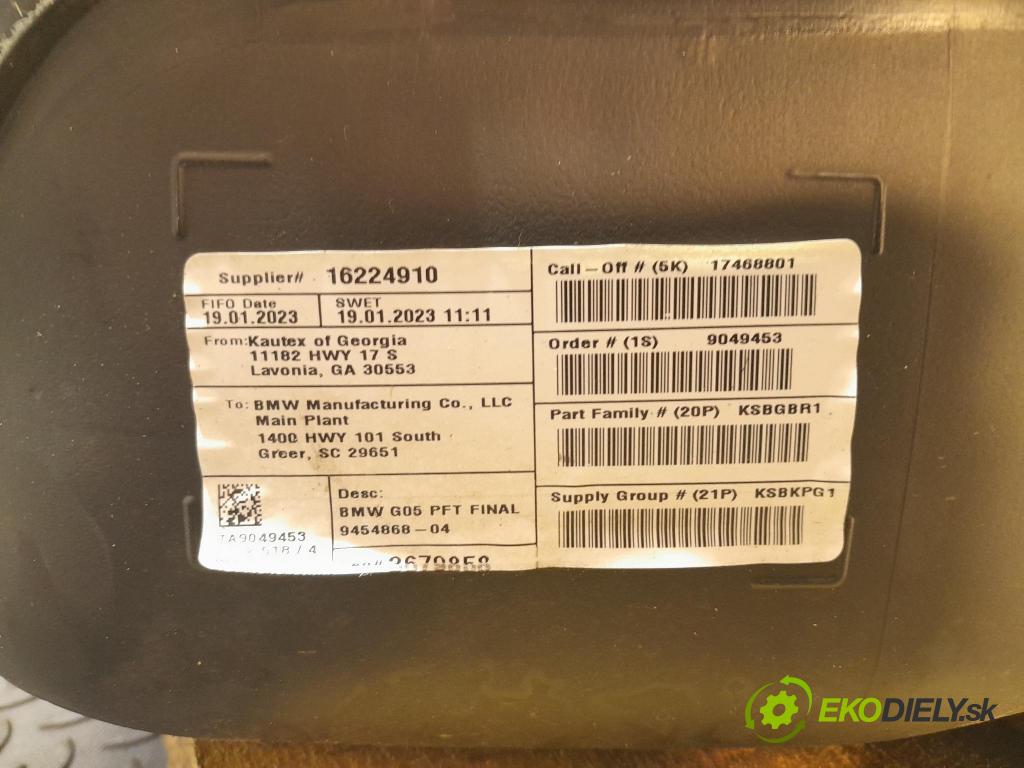 Supplier# 16224910
FIFO Date
19.01.2023
SWET
19.01.2023 11:11
From: Kautex of Georgia
11182 HWY 17 S
Lavonia, GA 30553
To: BMW Manufacturing Co., LLC
Main Plant
1400 HWY 101 South
Greer, SC 29651
TA9049453
618 / 4
Desc:
BMW G05 PFT FINAL
9454868-04
Call-Off # (5K) 17468801
Order # (1S) 9049453
Part Family # (20P) KSBGBR1
Supply Group # (21P) KSBKPG1
EKODIELY.sk